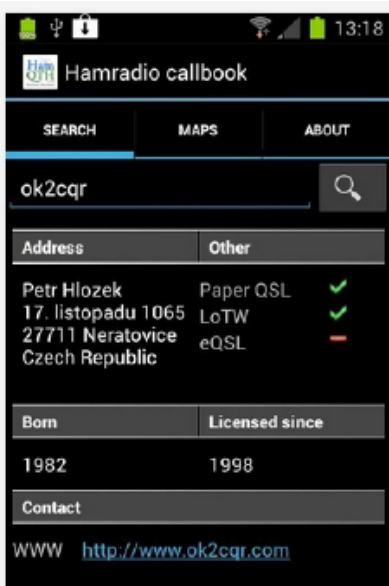 13:18
Ham
QTH
Hamradio callbook
SEARCH MAPS ABOUT
ok2cqr
Address Other
Petr Hlozek Paper QSL
17. listopadu 1065 LoTW
27711 Neratovice eQSL
Czech Republic
Born Licensed since
1982 1998
Contact
WWW http://www.ok2cqr.com